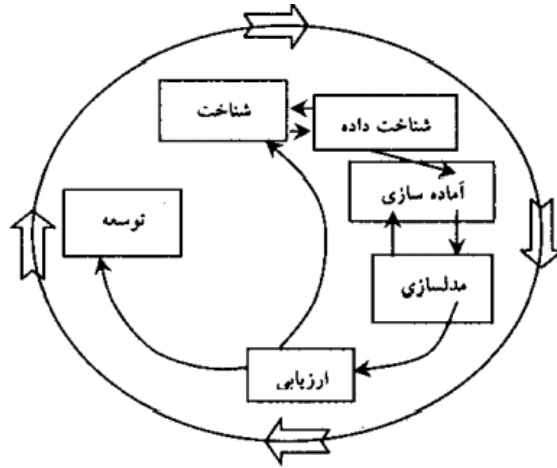 شناخت
شناخت داده
آماده سازی
مدلسازی
ارزیابی
توسعه